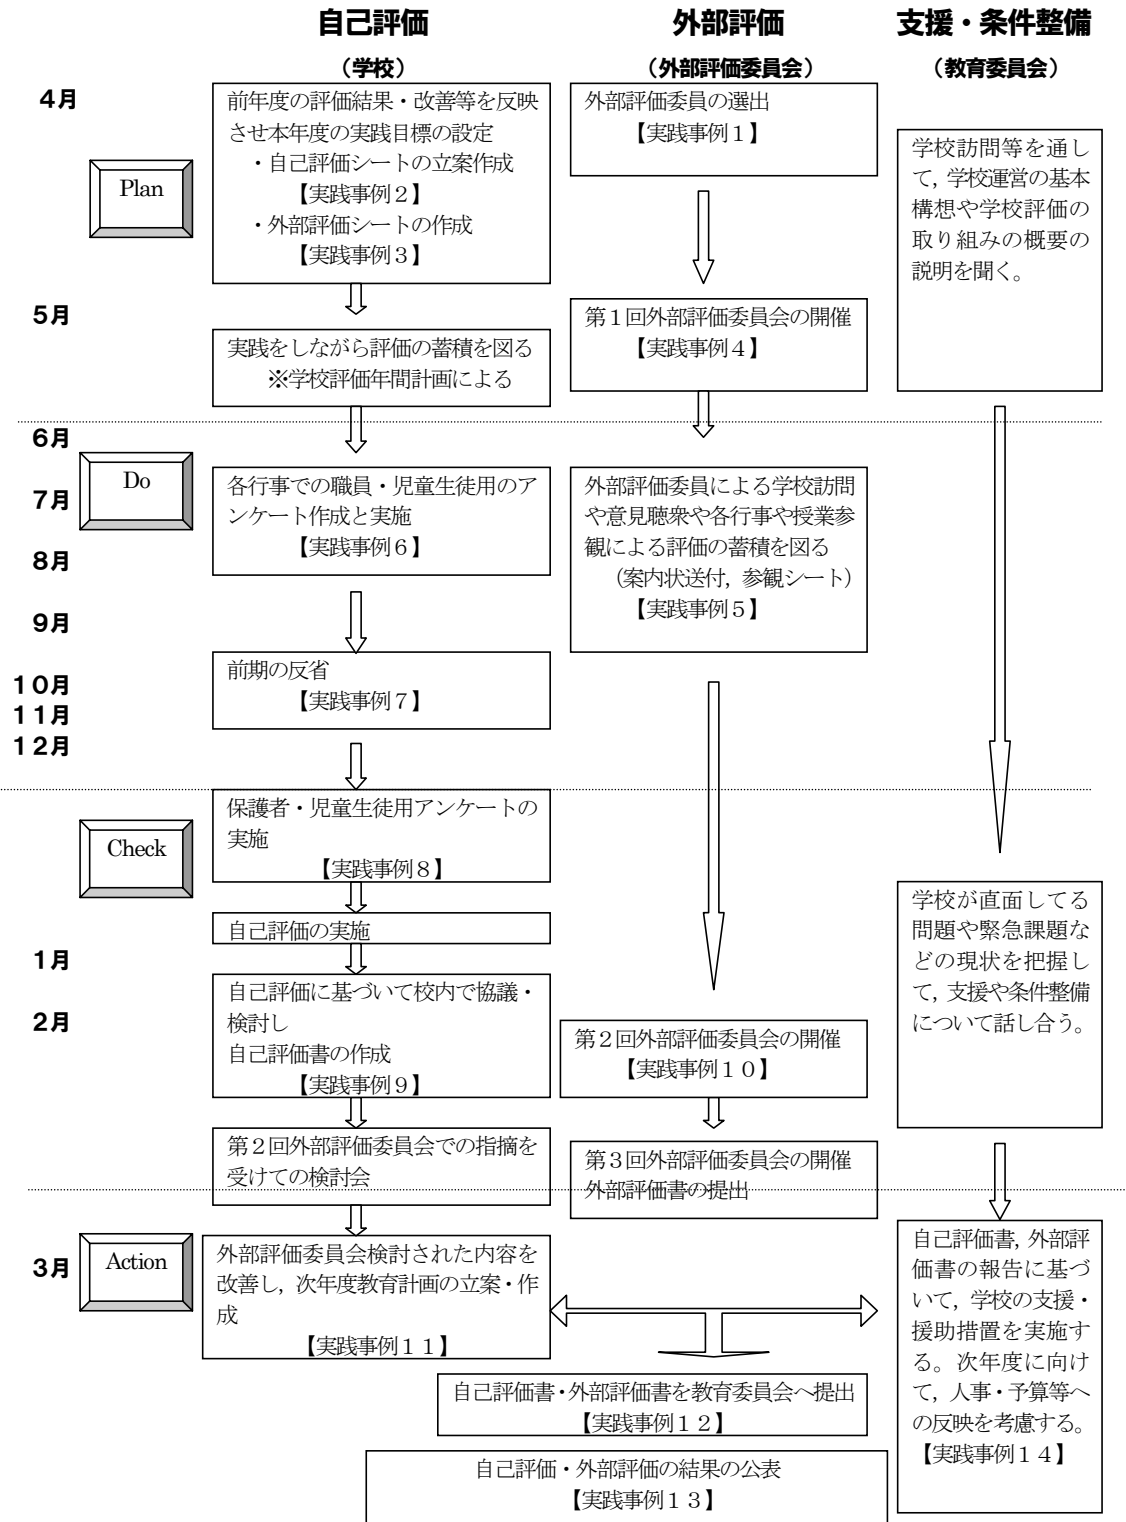 自己評価
外部評価
支援・条件整備
（学校）
（外部評価委員会）
（教育委員会）
４月
Plan
前年度の評価結果・改善等を反映
させ本年度の実践目標の設定
・自己評価シートの立案作成
【実践事例２】
・外部評価シートの作成
【実践事例３】
外部評価委員の選出
【実践事例１】
学校訪問等を通し
て，学校運営の基本
構想や学校評価の
取り組みの概要の
説明を聞く。
５月
実践をしながら評価の蓄積を図る
※学校評価年間計画による
第１回外部評価委員会の開催
【実践事例４】
６月
Do
７月
８月
９月
１０月
１１月
１２月
各行事での職員・児童生徒用のア
ンケート作成と実施
【実践事例６】
外部評価委員による学校訪問
や意見聴衆や各行事や授業参
観による評価の蓄積を図る
（案内状送付，参観シート）
【実践事例５】
前期の反省
【実践事例７】
Check
保護者・児童生徒用アンケートの
実施
【実践事例８】
自己評価の実施
１月
２月
自己評価に基づいて校内で協議・
検討し
自己評価書の作成
【実践事例９】
第２回外部評価委員会の開催
【実践事例１０】
学校が直面してる
問題や緊急課題な
どの現状を把握し
て，支援や条件整備
について話し合う。
第２回外部評価委員会での指摘を
受けての検討会
第３回外部評価委員会の開催
外部評価書の提出
３月
Action
外部評価委員会検討された内容を
改善し，次年度教育計画の立案・作
成
【実践事例１１】
自己評価書，外部評
価書の報告に基づ
いて，学校の支援・
援助措置を実施す
る。次年度に向け
て，人事・予算等へ
の反映を考慮する。
【実践事例１４】
自己評価書・外部評価書を教育委員会へ提出
【実践事例１２】
自己評価・外部評価の結果の公表
【実践事例１３】